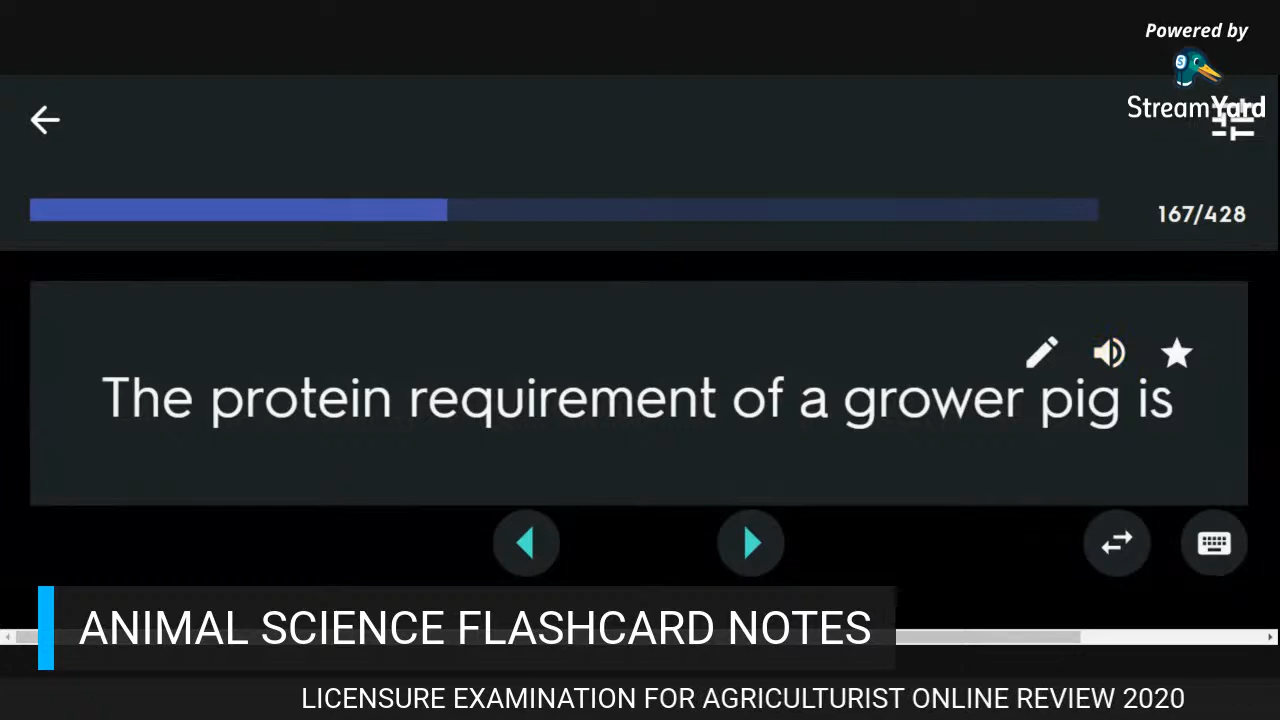 Powered by
StreamYard
167/428
The protein requirement of a grower pig is
ANIMAL SCIENCE FLASHCARD NOTES
LICENSURE EXAMINATION FOR AGRICULTURIST ONLINE REVIEW 2020